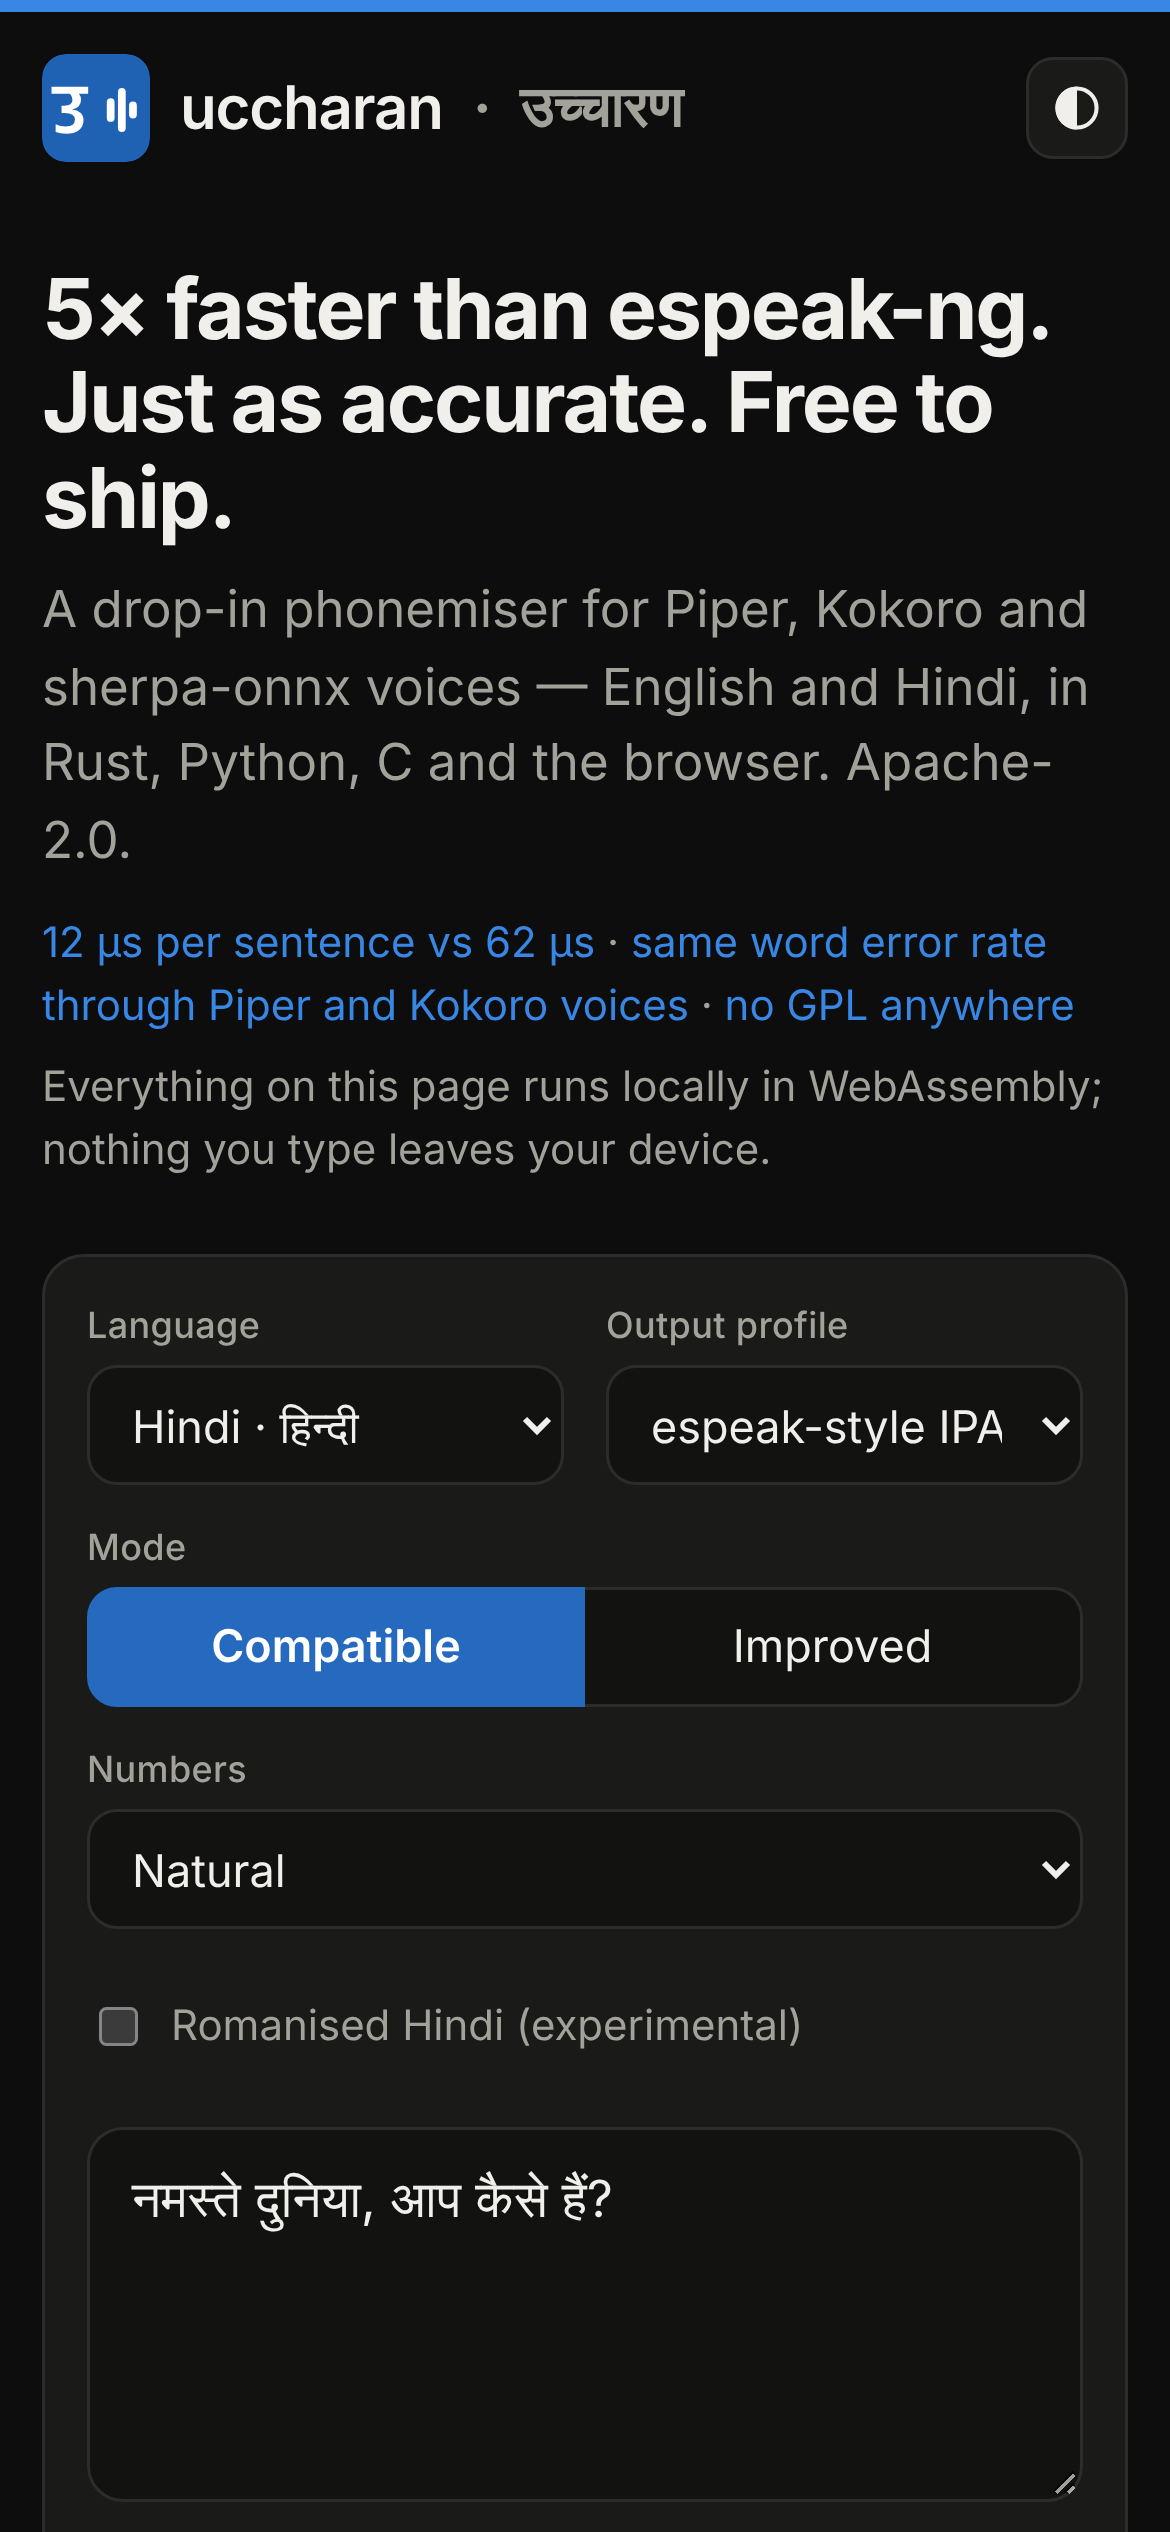 उ
uccharan · उच्चारण
5× faster than espeak-ng.
Just as accurate. Free to
ship.
A drop-in phonemiser for Piper, Kokoro and
sherpa-onnx voices — English and Hindi, in
Rust, Python, C and the browser. Apache-
2.0.
12 µs per sentence vs 62 µs · same word error rate
through Piper and Kokoro voices · no GPL anywhere
Everything on this page runs locally in WebAssembly;
nothing you type leaves your device.
Language Output profile
Hindi · हिन्दी espeak-style IPA
Mode
Compatible Improved
Numbers
Natural
Romanised Hindi (experimental)
नमस्ते दुनिया, आप कैसे हैं?